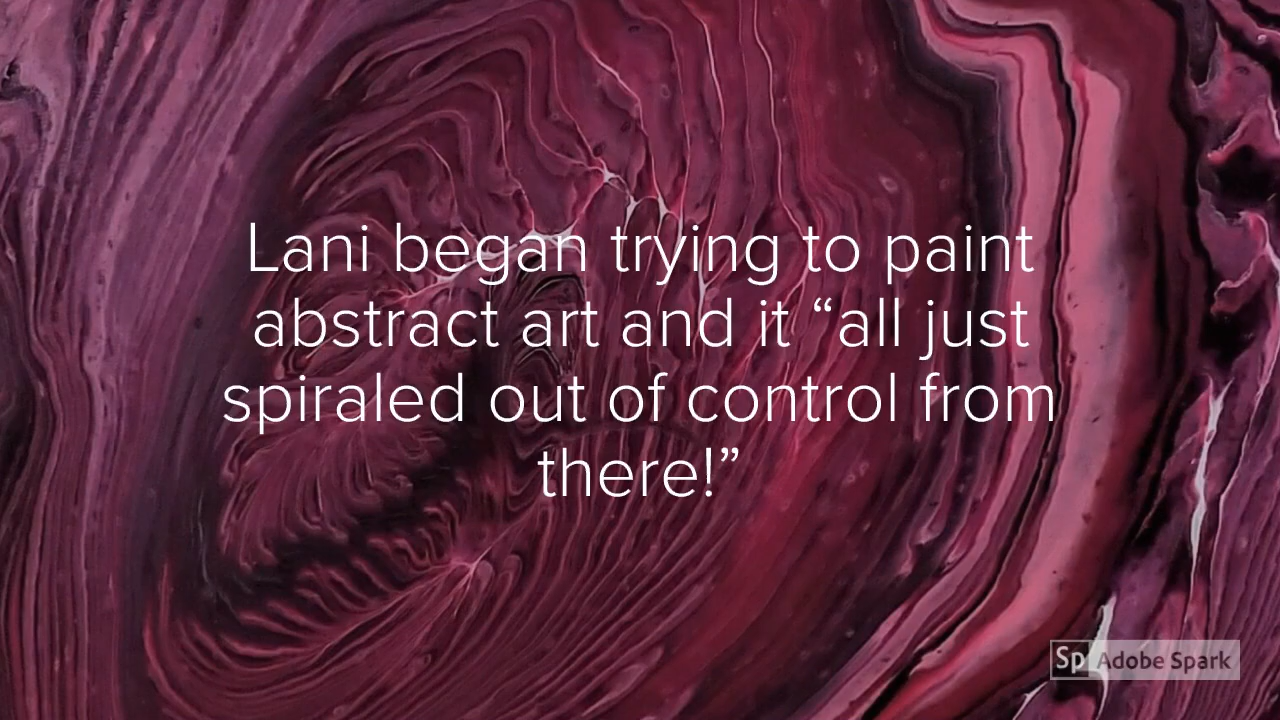 Lani began trying to paint
abstract art and it “all just
spiraled out of control from
there!”
Sp Adobe Spark